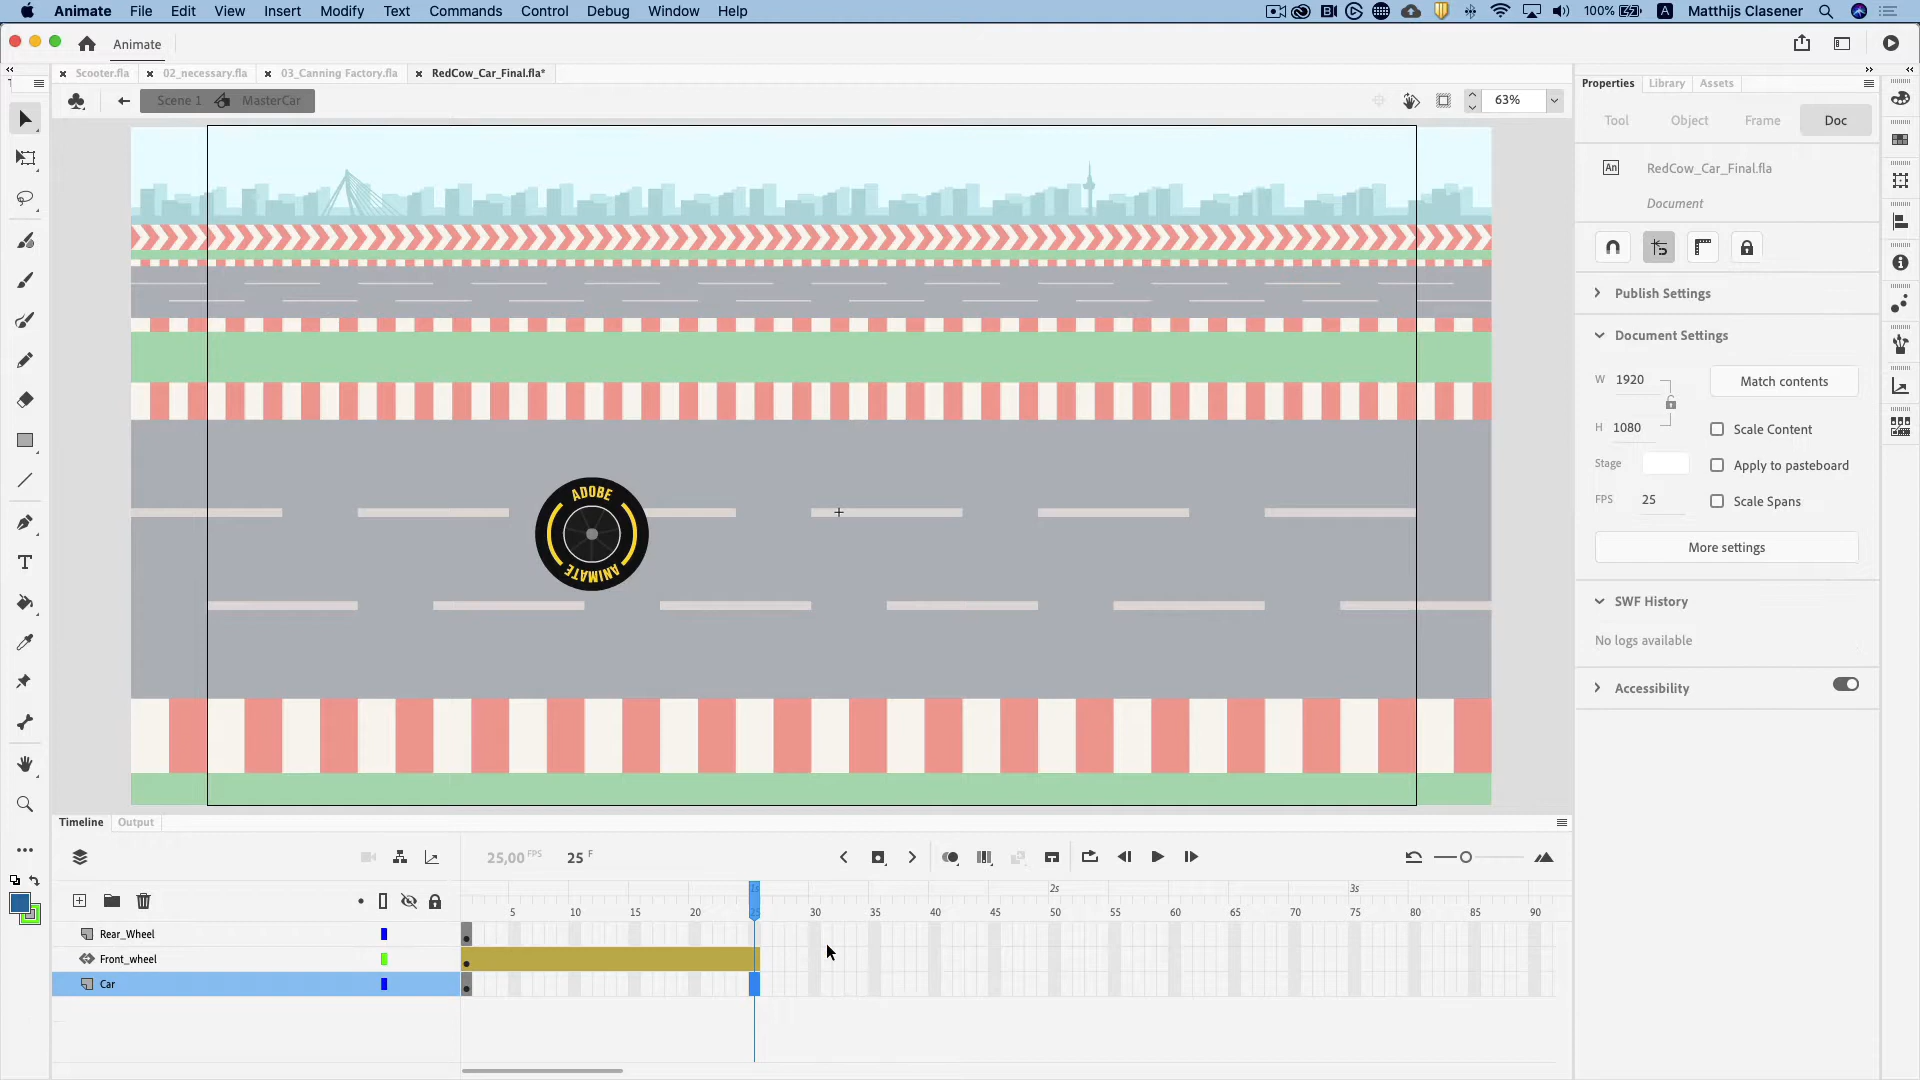 Animate File Edit View Insert Modify Text Commands Control Debug Window Help 100% A Matthijs Clasener
Animate
Scooter.fla 02_necessary.fla 03_Canning Factory.fla RedCow_Car_Final.fla*
Scene 1 MasterCar 63%
Properties Library Assets
Tool Object Frame Doc
An RedCow_Car_Final.fla
Document
Publish Settings
Document Settings
W 1920 Match contents
H 1080 Scale Content
Stage Apply to pasteboard
FPS 25 Scale Spans
More settings
SWF History
No logs available
Accessibility
ADOBE
ANIMATE
Timeline Output
25,00 FPS 25 F
1s 2s 3s
5 10 15 20 25 30 35 40 45 50 55 60 65 70 75 80 85 90
Rear_Wheel
Front_wheel
Car